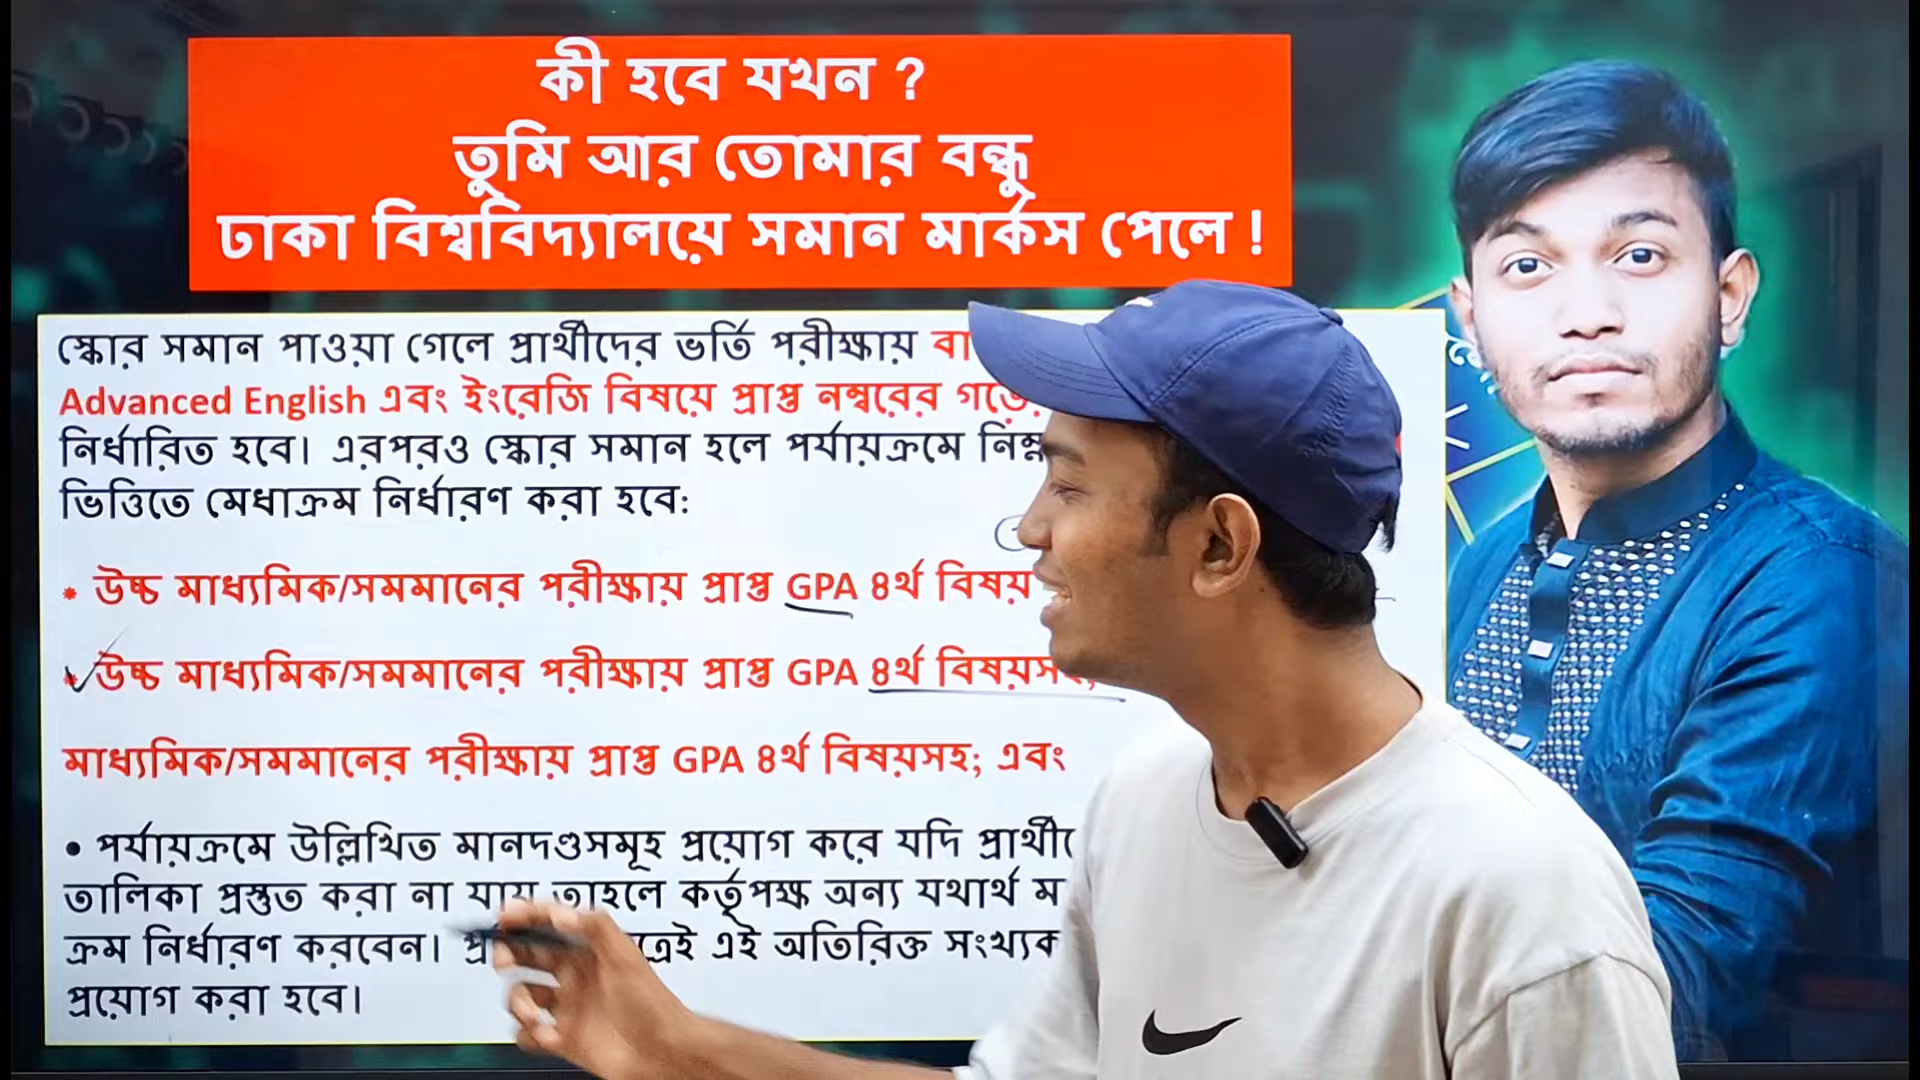 কী হবে যখন ?
তুমি আর তোমার বন্ধু
ঢাকা বিশ্ববিদ্যালয়ে সমান মার্কস পেলে !
স্কোর সমান পাওয়া গেলে প্রার্থীদের ভর্তি পরীক্ষায়
Advanced English এবং ইংরেজি বিষয়ে প্রাপ্ত নম্বরের
নির্ধারিত হবে। এরপরও স্কোর সমান হলে পর্যায়ক্রমে
ভিত্তিতে মেধাক্রম নির্ধারণ করা হবে:
* উচ্চ মাধ্যমিক/সমমানের পরীক্ষায় প্রাপ্ত GPA ৪র্থ বিষয়
* উচ্চ মাধ্যমিক/সমমানের পরীক্ষায় প্রাপ্ত GPA ৪র্থ বিষয়সহ,
মাধ্যমিক/সমমানের পরীক্ষায় প্রাপ্ত GPA ৪র্থ বিষয়সহ; এবং
• পর্যায়ক্রমে উল্লিখিত মানদণ্ডসমূহ প্রয়োগ করে যদি
তালিকা প্রস্তুত করা না যায় তাহলে কর্তৃপক্ষ অন্য যথার্থ
ক্রম নির্ধারণ করবেন। এই অতিরিক্ত সংখ্যক
প্রয়োগ করা হবে।